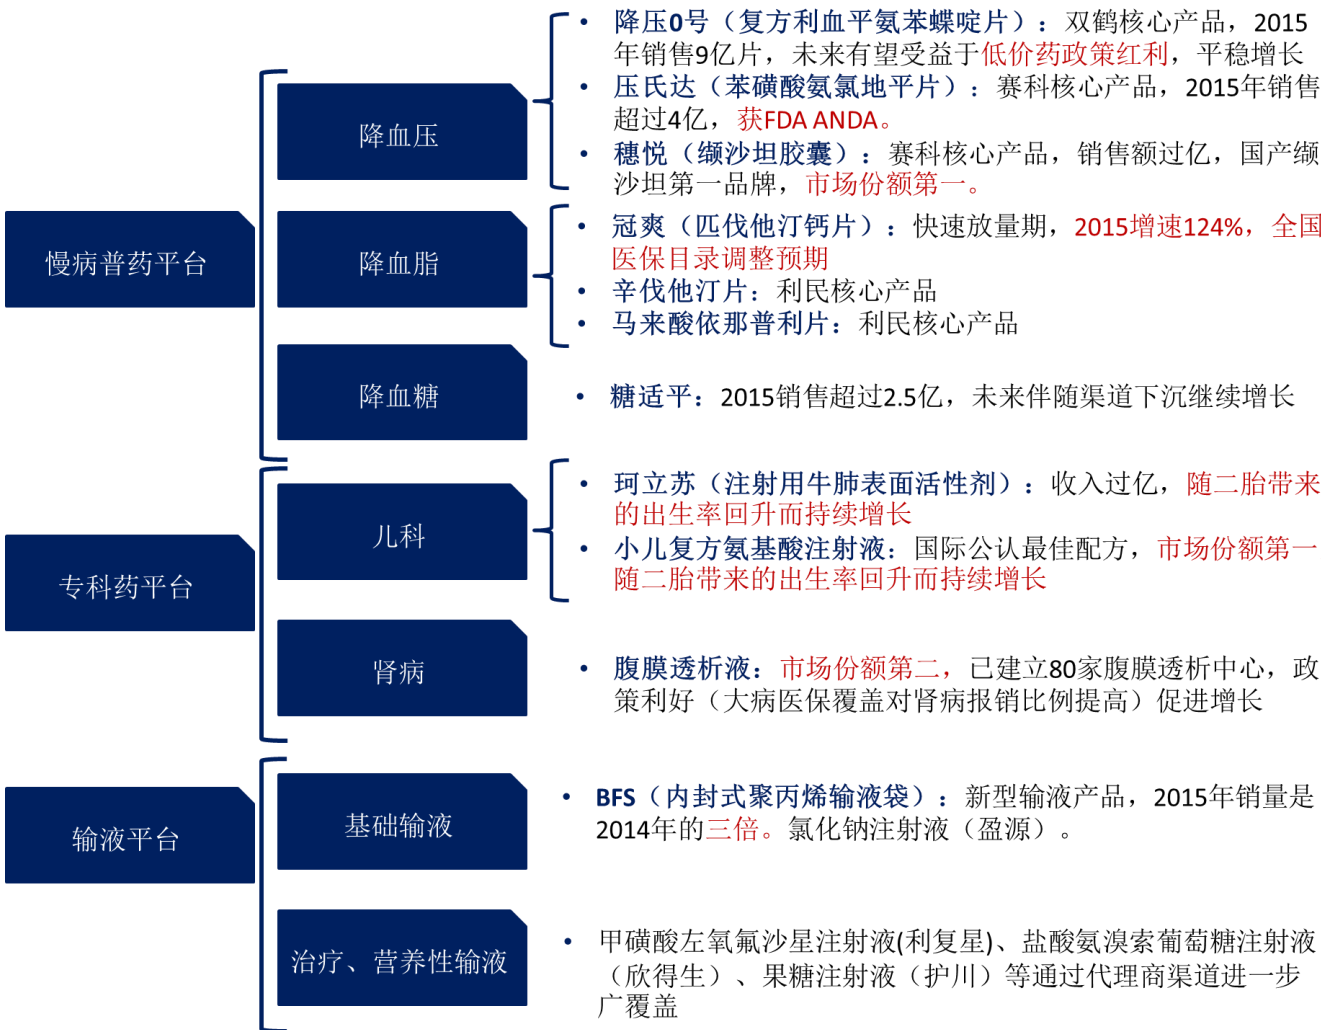 慢病普药平台
降血压
• 降压0号（复方利血平氨苯蝶啶片）：双鹤核心产品，2015
年销售9亿片，未来有望受益于低价药政策红利，平稳增长
• 压氏达（苯磺酸氨氯地平片）：赛科核心产品，2015年销售
超过4亿，获FDA ANDA。
• 穗悦（缬沙坦胶囊）：赛科核心产品，销售额过亿，国产缬
沙坦第一品牌，市场份额第一。
降血脂
• 冠爽（匹伐他汀钙片）：快速放量期，2015增速124%，全国
医保目录调整预期
• 辛伐他汀片：利民核心产品
• 马来酸依那普利片：利民核心产品
降血糖
• 糖适平：2015销售超过2.5亿，未来伴随渠道下沉继续增长
专科药平台
儿科
• 珂立苏（注射用牛肺表面活性剂）：收入过亿，随二胎带来
的出生率回升而持续增长
• 小儿复方氨基酸注射液：国际公认最佳配方，市场份额第一
随二胎带来的出生率回升而持续增长
肾病
• 腹膜透析液：市场份额第二，已建立80家腹膜透析中心，政
策利好（大病医保覆盖对肾病报销比例提高）促进增长
输液平台
基础输液
• BFS（内封式聚丙烯输液袋）：新型输液产品，2015年销量是
2014年的三倍。氯化钠注射液（盈源）。
治疗、营养性输液
• 甲磺酸左氧氟沙星注射液(利复星)、盐酸氨溴索葡萄糖注射液
（欣得生）、果糖注射液（护川）等通过代理商渠道进一步
广覆盖